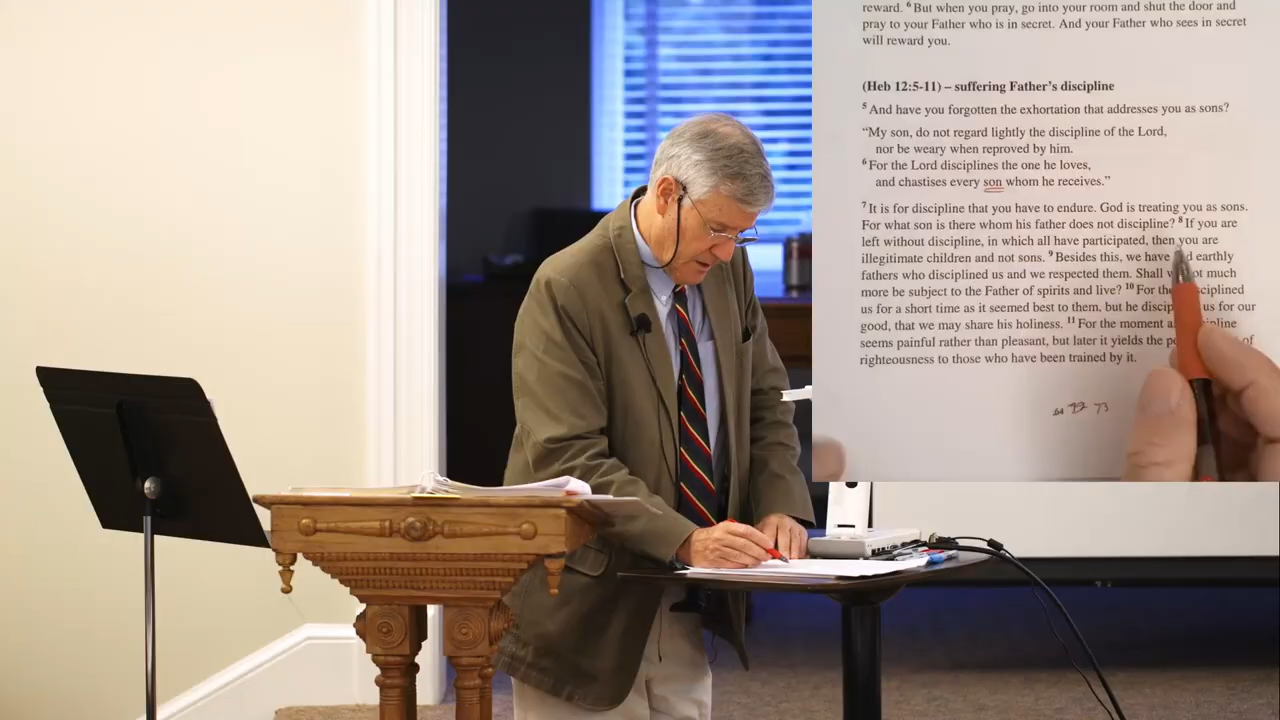 reward. 6 But when you pray, go into your room and shut the door and
pray to your Father who is in secret. And your Father who sees in secret
will reward you.
(Heb 12:5-11) – suffering Father's discipline
5 And have you forgotten the exhortation that addresses you as sons?
“My son, do not regard lightly the discipline of the Lord,
nor be weary when reproved by him.
6 For the Lord disciplines the one he loves,
and chastises every son whom he receives.”
7 It is for discipline that you have to endure. God is treating you as sons.
For what son is there whom his father does not discipline? 8 If you are
left without discipline, in which all have participated, then you are
illegitimate children and not sons. 9 Besides this, we have earthly
fathers who disciplined us and we respected them. Shall much
more be subject to the Father of spirits and live? 10 For
us for a short time as it seemed best to them, but he us for our
good, that we may share his holiness. 11 For the moment
seems painful rather than pleasant, but later it yields the of
righteousness to those who have been trained by it.
73